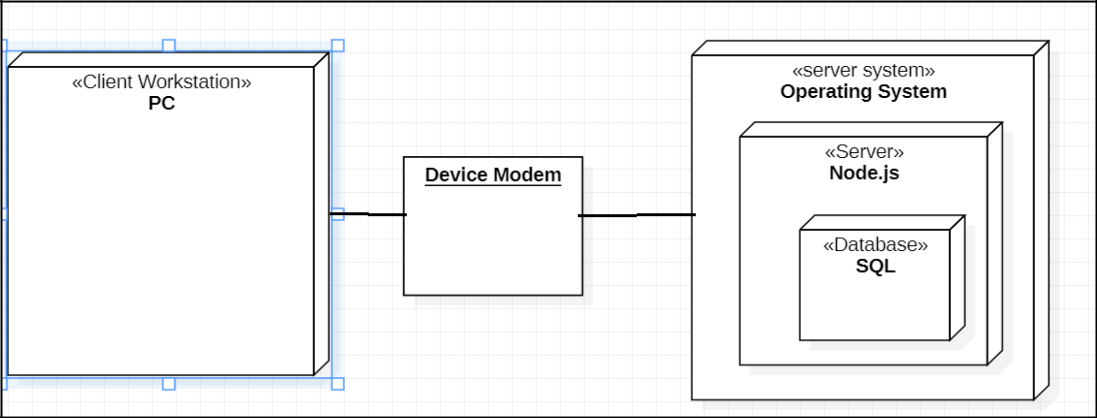 «Client Workstation»
PC
Device Modem
«server system»
Operating System
«Server»
Node.js
«Database»
SQL